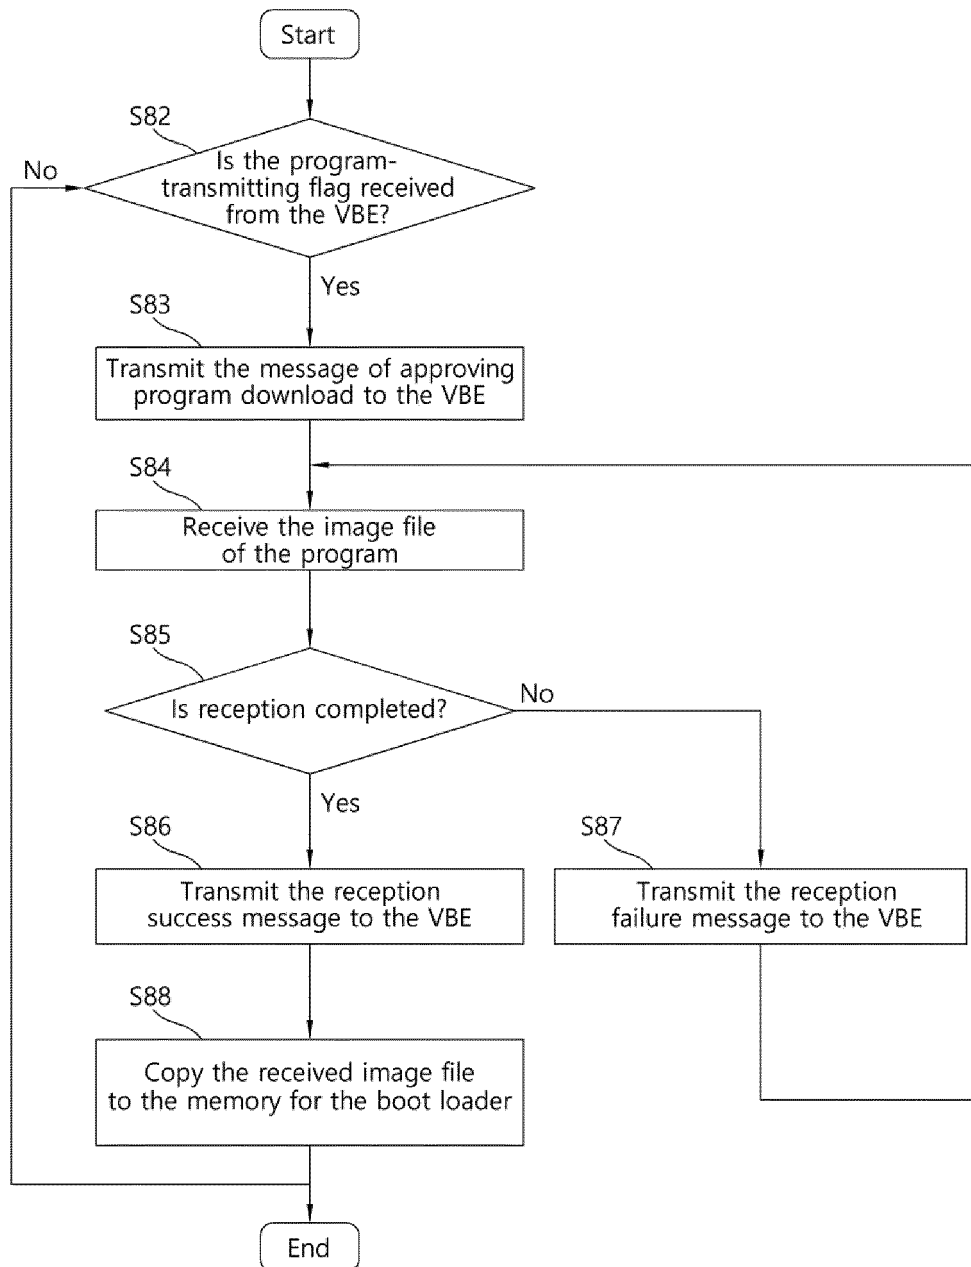 Start
S82
No
Is the program-
transmitting flag received
from the VBE?
Yes
S83
Transmit the message of approving
program download to the VBE
S84
Receive the image file
of the program
S85
Is reception completed?
No
Yes
S86
Transmit the reception
success message to the VBE
S87
Transmit the reception
failure message to the VBE
S88
Copy the received image file
to the memory for the boot loader
End